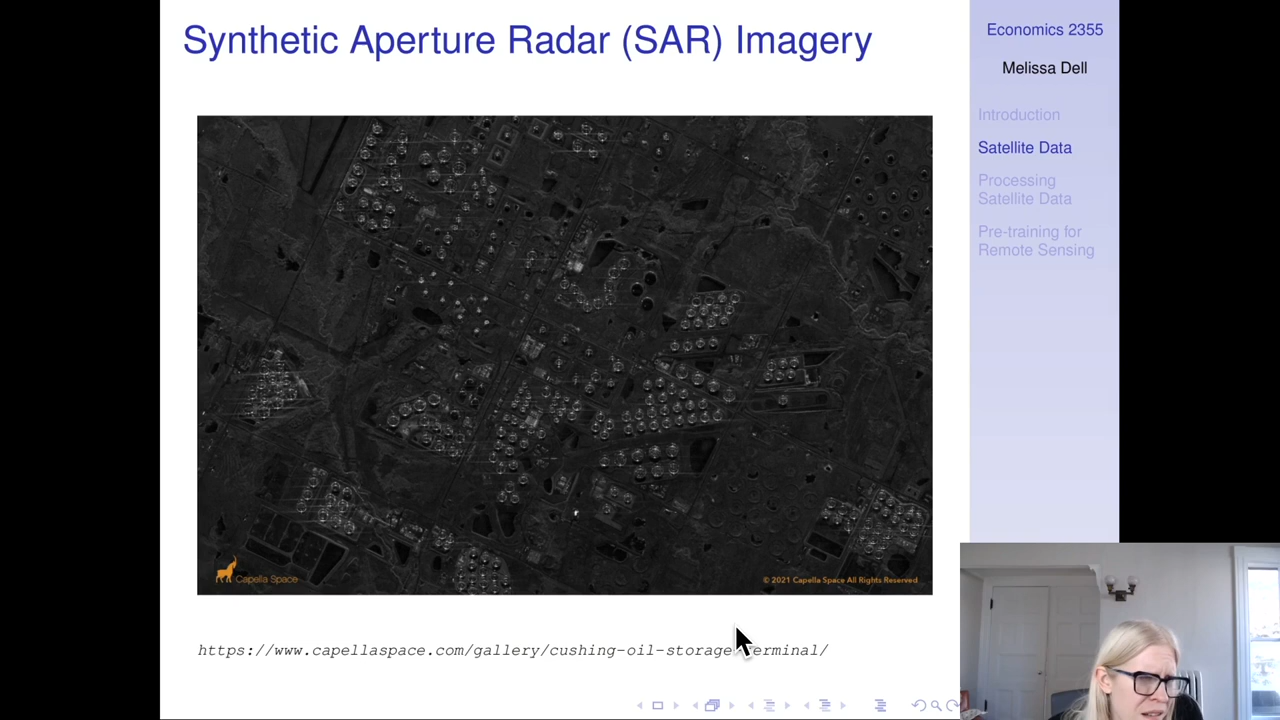 Synthetic Aperture Radar (SAR) Imagery
Economics 2355
Melissa Dell
Introduction
Satellite Data
Processing
Satellite Data
Pre-training for
Remote Sensing
Capella Space
© 2021 Capella Space All Rights Reserved
https://www.capellaspace.com/gallery/cushing-oil-storage-terminal/